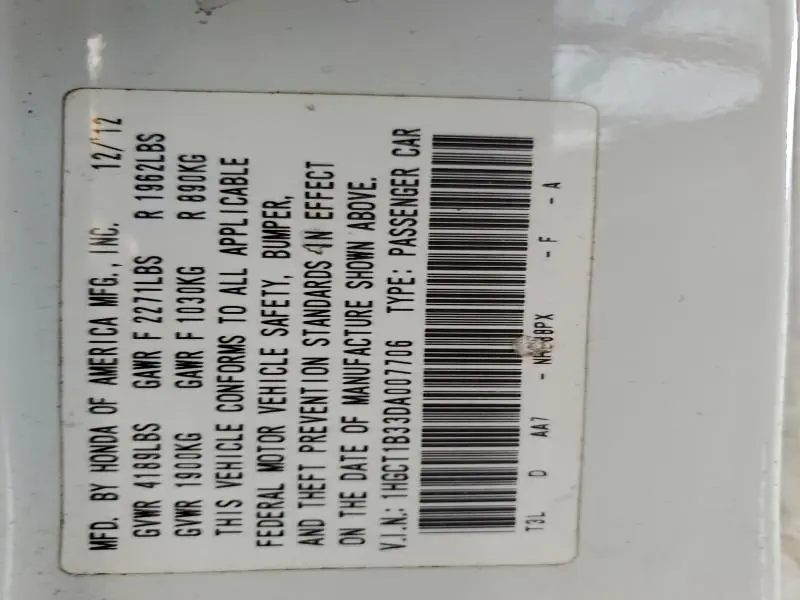 MFD. BY HONDA OF AMERICA MFG., INC. 12/12
GVWR 4189LBS GAWR F 2271LBS R 1962LBS
GVWR 1900KG GAWR F 1030KG R 890KG
THIS VEHICLE CONFORMS TO ALL APPLICABLE
FEDERAL MOTOR VEHICLE SAFETY, BUMPER,
AND THEFT PREVENTION STANDARDS IN EFFECT
ON THE DATE OF MANUFACTURE SHOWN ABOVE.
V.I.N.: 1HGCT1B33DA007706 TYPE: PASSENGER CAR
T3L D AA7 - - F - A